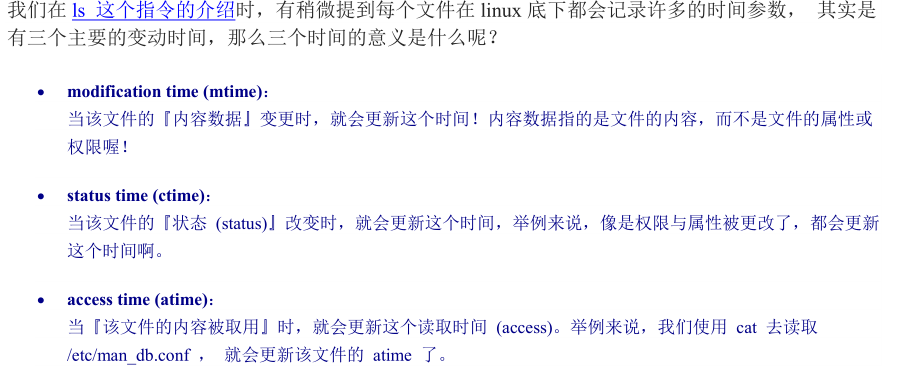 我们在 ls 这个指令的介绍时，有稍微提到每个文件在 linux 底下都会记录许多的时间参数， 其实是
有三个主要的变动时间，那么三个时间的意义是什么呢？
• modification time (mtime)：
当该文件的『内容数据』变更时，就会更新这个时间！内容数据指的是文件的内容，而不是文件的属性或
权限喔！
• status time (ctime)：
当该文件的『状态 (status)』改变时，就会更新这个时间，举例来说，像是权限与属性被更改了，都会更新
这个时间啊。
• access time (atime)：
当『该文件的内容被取用』时，就会更新这个读取时间 (access)。举例来说，我们使用 cat 去读取
/etc/man_db.conf ， 就会更新该文件的 atime 了。